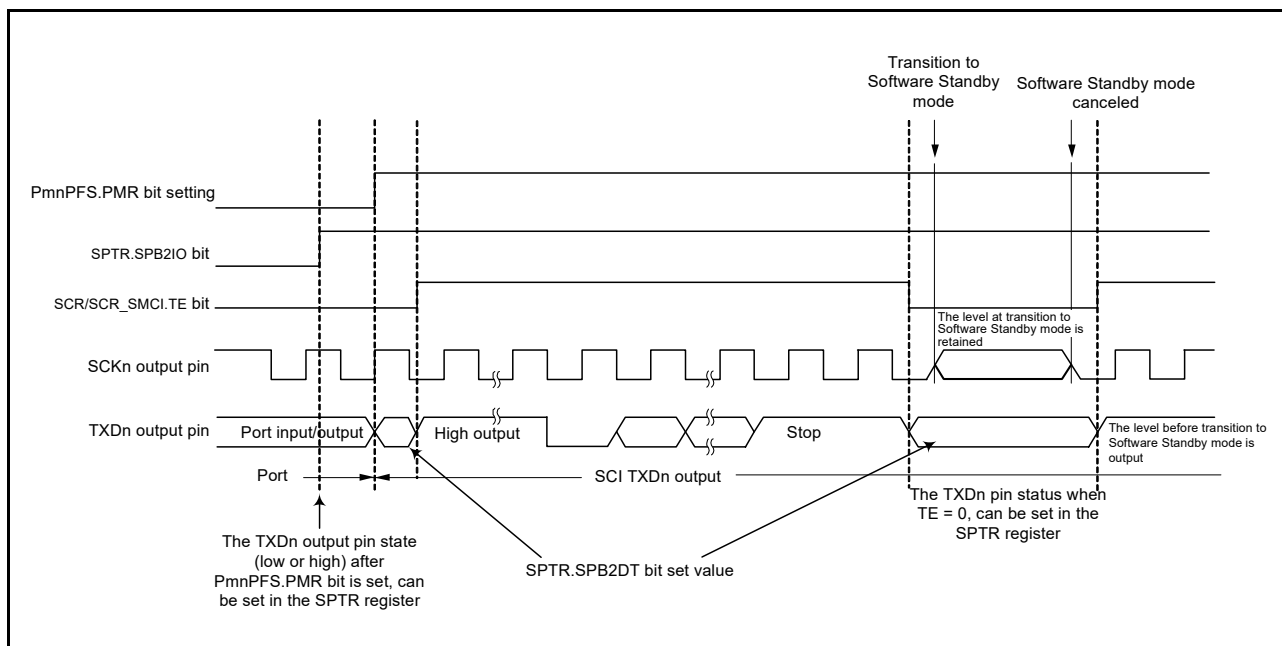 Transition to
Software Standby
mode
Software Standby mode
canceled
PmnPFS.PMR bit setting
SPTR.SPB2IO bit
SCR/SCR_SMCI.TE bit
The level at transition to
Software Standby mode is
retained
SCKn output pin
TXDn output pin
Port input/output
High output
Stop
The level before transition to
Software Standby mode is
output
Port
SCI TXDn output
The TXDn pin status when
TE = 0, can be set in the
SPTR register
The TXDn output pin state
(low or high) after
PmnPFS.PMR bit is set, can
be set in the SPTR register
SPTR.SPB2DT bit set value